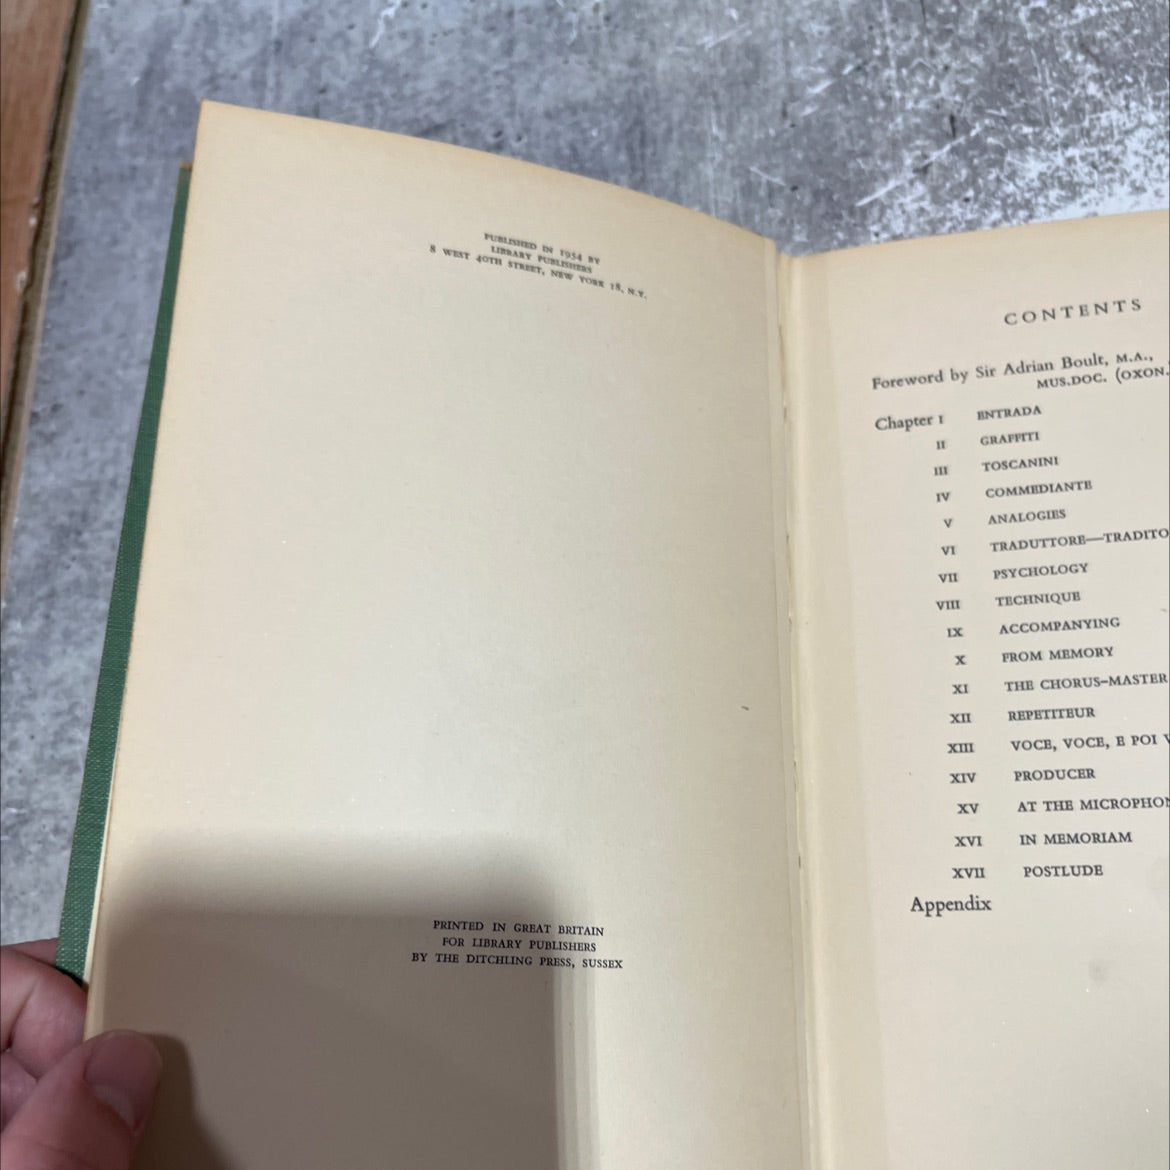 PUBLISHED IN 1954 BY
LIBRARY PUBLISHERS
8 WEST 40TH STREET, NEW YORK 18, N.Y.
PRINTED IN GREAT BRITAIN
FOR LIBRARY PUBLISHERS
BY THE DITCHLING PRESS, SUSSEX
CONTENTS
Foreword by Sir Adrian Boult, M.A.,
MUS.DOC. (OXON.
Chapter I ENTRADA
II GRAFFITI
III TOSCANINI
IV COMMEDIANTE
V ANALOGIES
VI TRADUTTORE—TRADITO
VII PSYCHOLOGY
VIII TECHNIQUE
IX ACCOMPANYING
X FROM MEMORY
XI THE CHORUS-MASTER
XII REPETITEUR
XIII VOCE, VOCE, E POI
XIV PRODUCER
XV AT THE MICROPHON
XVI IN MEMORIAM
XVII POSTLUDE
Appendix